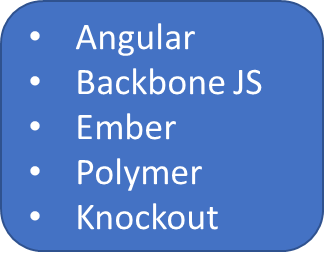 • Angular
• Backbone JS
• Ember
• Polymer
• Knockout